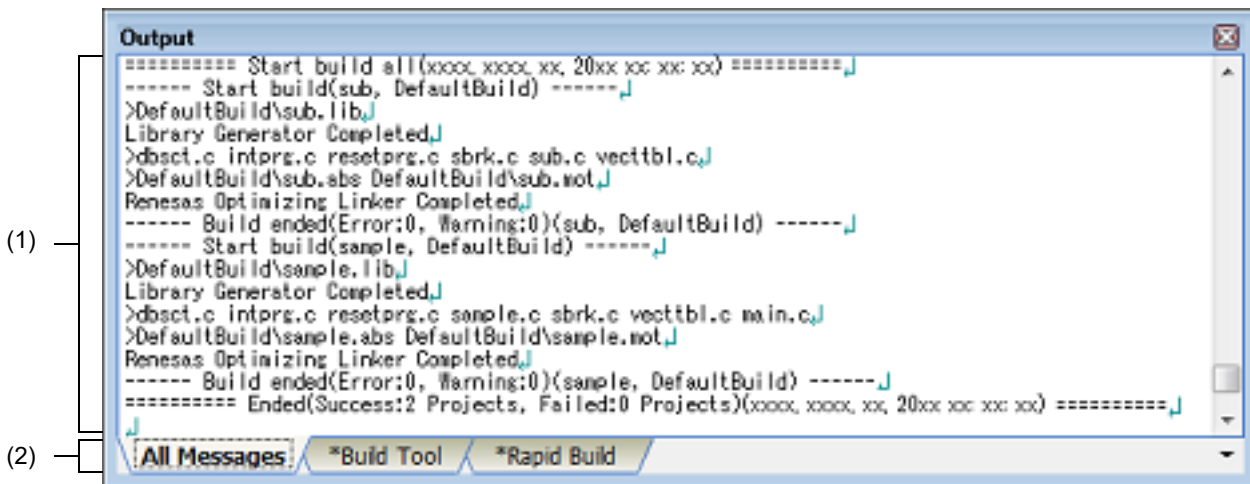 Output
========== Start build all(xxxx, xxxx, xx, 20xx xx: xx: xx) ==========
------ Start build(sub, DefaultBuild) ------
>DefaultBuild\sub.lib
Library Generator Completed
>dbsct.c intprg.c resetprg.c sbrk.c sub.c vecttbl.c
>DefaultBuild\sub.abs DefaultBuild\sub.mot
Renesas Optimizing Linker Completed
------ Build ended(Error:0, Warning:0)(sub, DefaultBuild) ------
(1) ------ Start build(sample, DefaultBuild) ------
>DefaultBuild\sample.lib
Library Generator Completed
>dbsct.c intprg.c resetprg.c sample.c sbrk.c vecttbl.c main.c
>DefaultBuild\sample.abs DefaultBuild\sample.mot
Renesas Optimizing Linker Completed
------ Build ended(Error:0, Warning:0)(sample, DefaultBuild) ------
========== Ended(Success:2 Projects, Failed:0 Projects)(xxxx, xxxx, xx, 20xx xx: xx: xx) ==========
(2) All Messages *Build Tool *Rapid Build